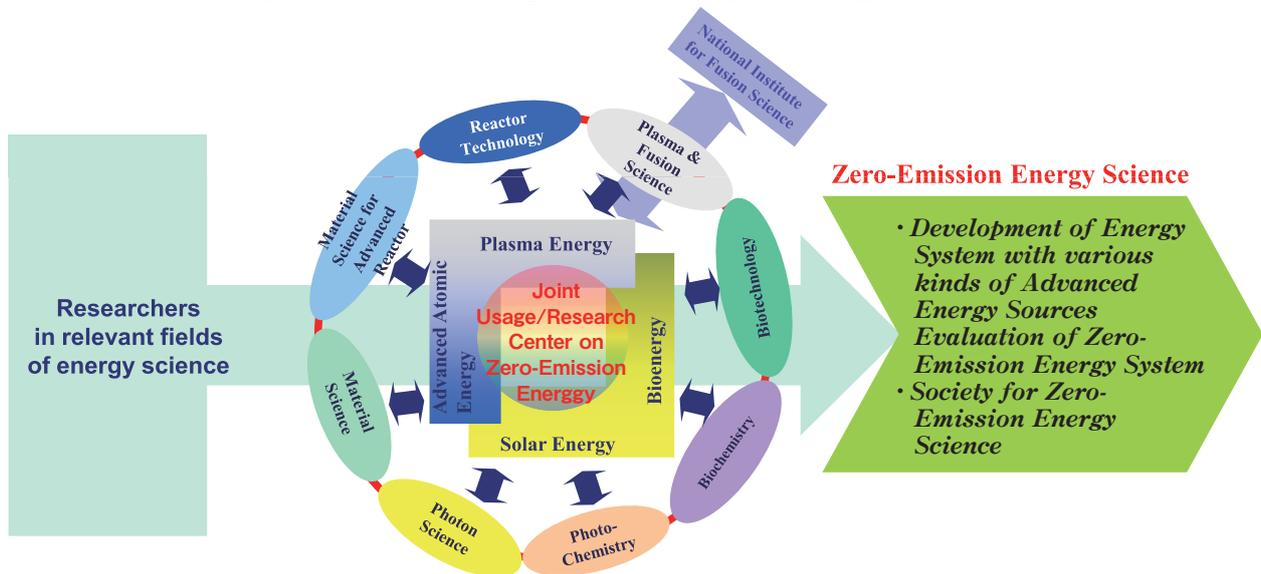 National Institute
for Fusion Science
Reactor
Technology
Plasma &
Fusion
Science
Material
Science for
Advanced
Reactor
Biotechnology
Material
Science
Biochemistry
Photon
Science
Photo-
Chemistry
Plasma Energy
Advanced Atomic
Energy
Bioenergy
Solar Energy
Joint
Usage/Research
Center on
Zero-Emission
Energgy
Researchers
in relevant fields
of energy science
Zero-Emission Energy Science
・Development of Energy
System with various
kinds of Advanced
Energy Sources
Evaluation of Zero-
Emission Energy System
・Society for Zero-
Emission Energy
Science